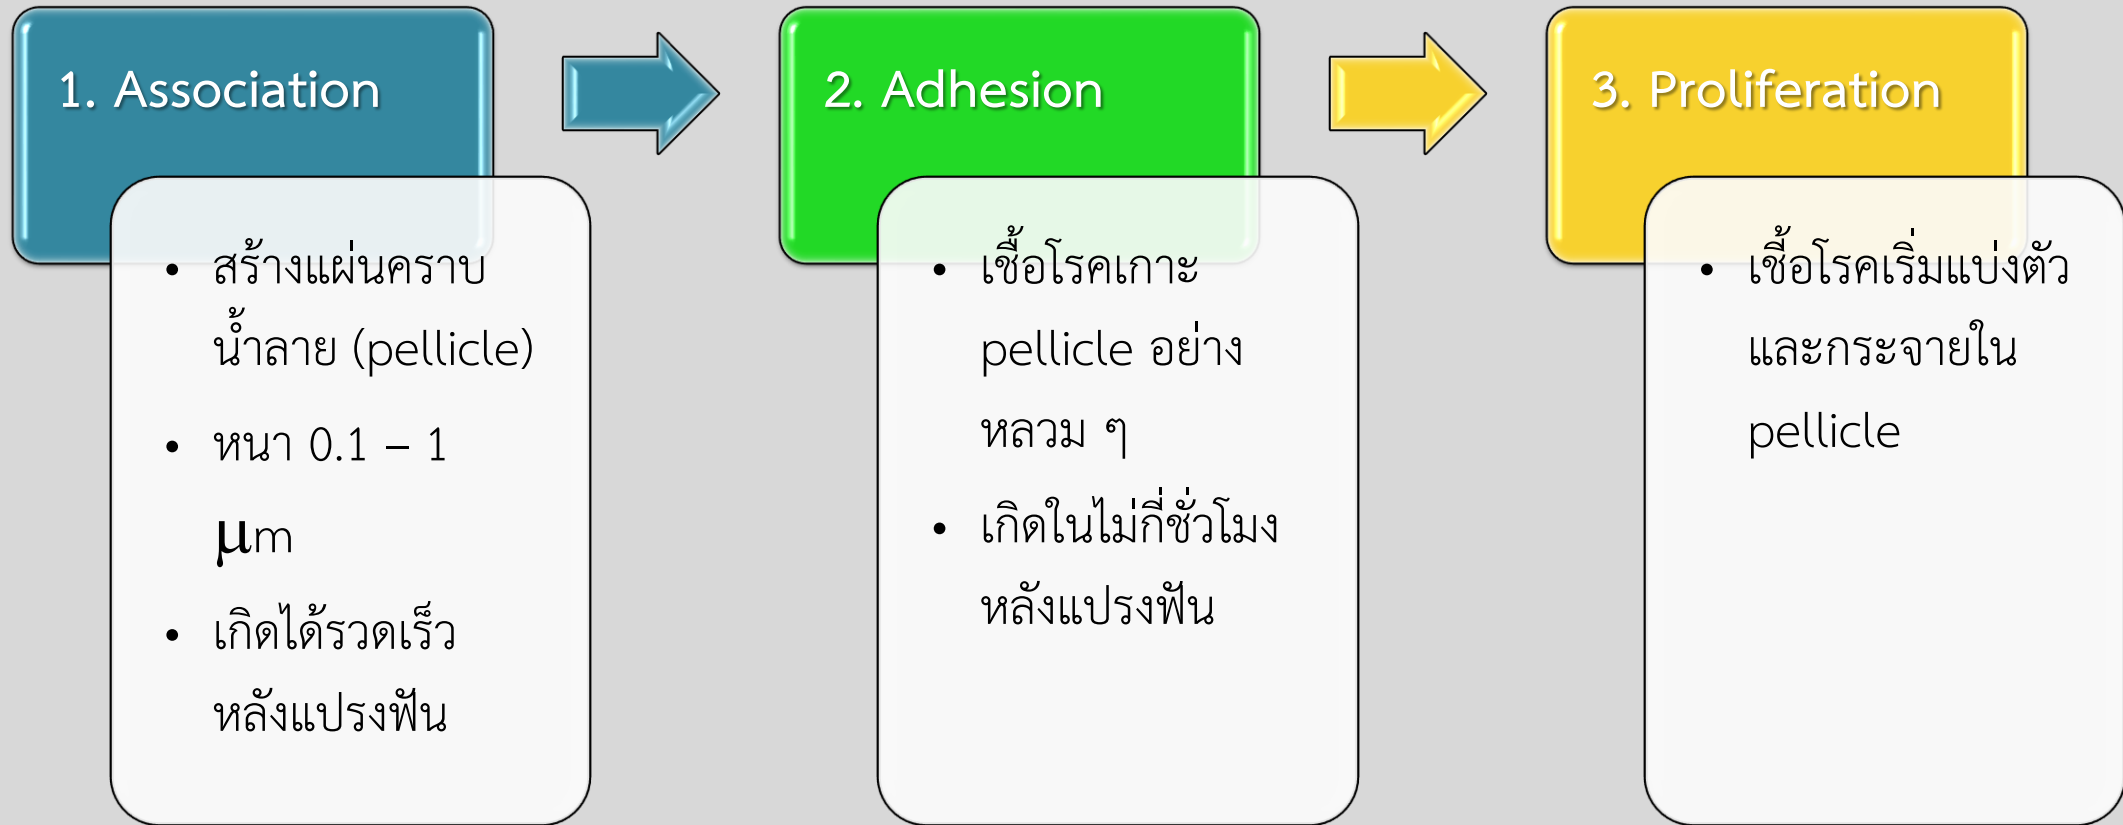 1. Association
• สร้างแผ่นคราบ
น้ำลาย (pellicle)
• หนา 0.1 – 1
µm
• เกิดได้รวดเร็ว
หลังแปรงฟัน
2. Adhesion
• เชื้อโรคเกาะ
pellicle อย่าง
หลวม ๆ
• เกิดในไม่กี่ชั่วโมง
หลังแปรงฟัน
3. Proliferation
• เชื้อโรคเริ่มแบ่งตัว
และกระจายใน
pellicle